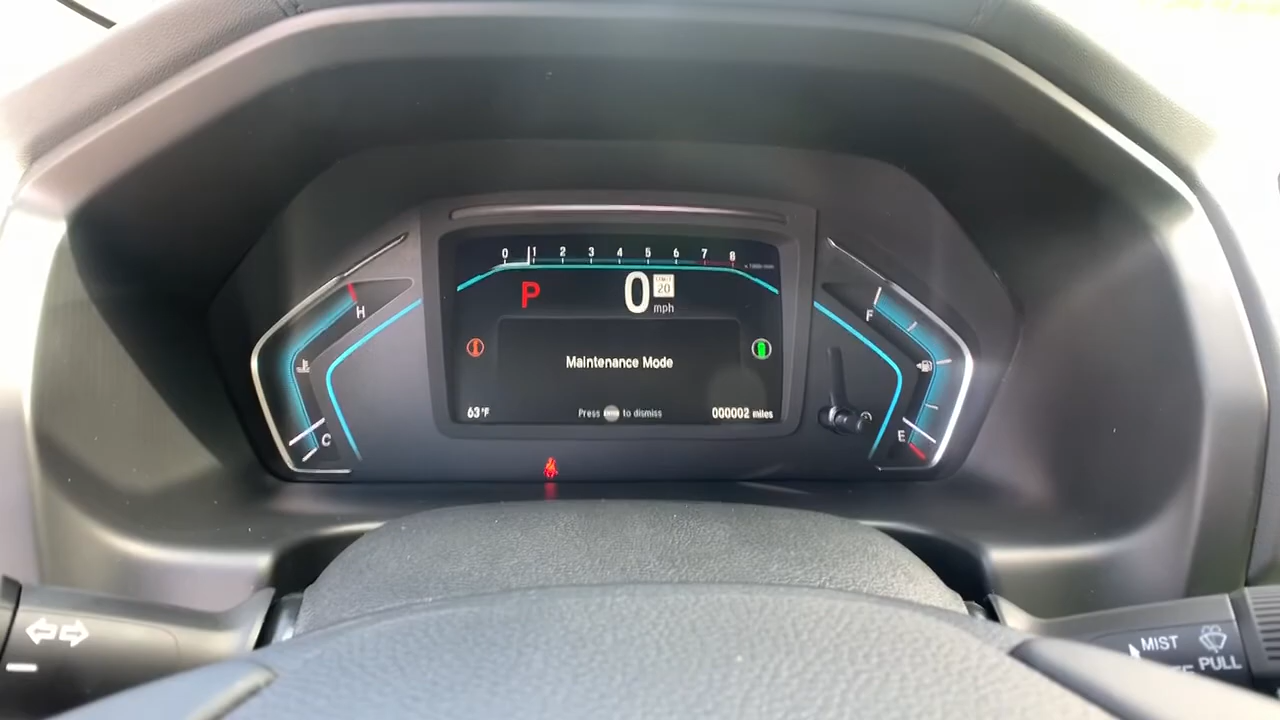 0 1 2 3 4 5 6 7 8
P 0 LIMIT 20
mph
H
F
Maintenance Mode
C
E
63°F
Press to dismiss
000002 miles
MIST
PULL